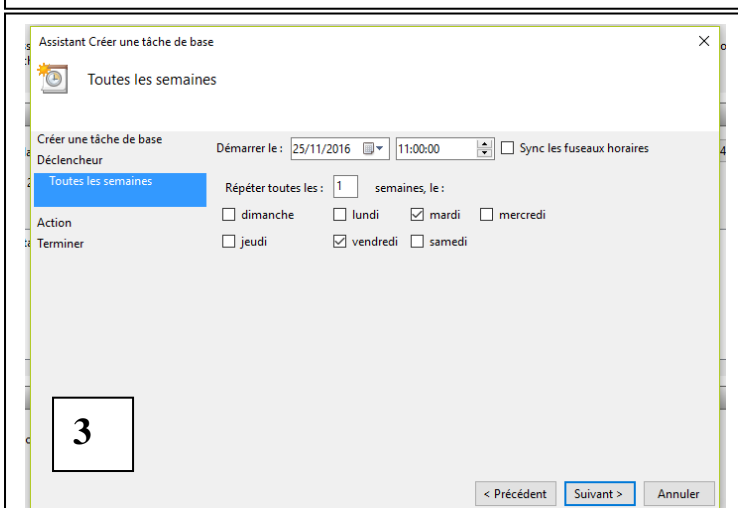 Assistant Créer une tâche de base
Toutes les semaines
Créer une tâche de base
Déclencheur
Toutes les semaines
Action
Terminer
Démarrer le : 25/11/2016 11:00:00 Sync les fuseaux horaires
Répéter toutes les : 1 semaines, le :
dimanche lundi mardi mercredi
jeudi vendredi samedi
3
< Précédent Suivant > Annuler